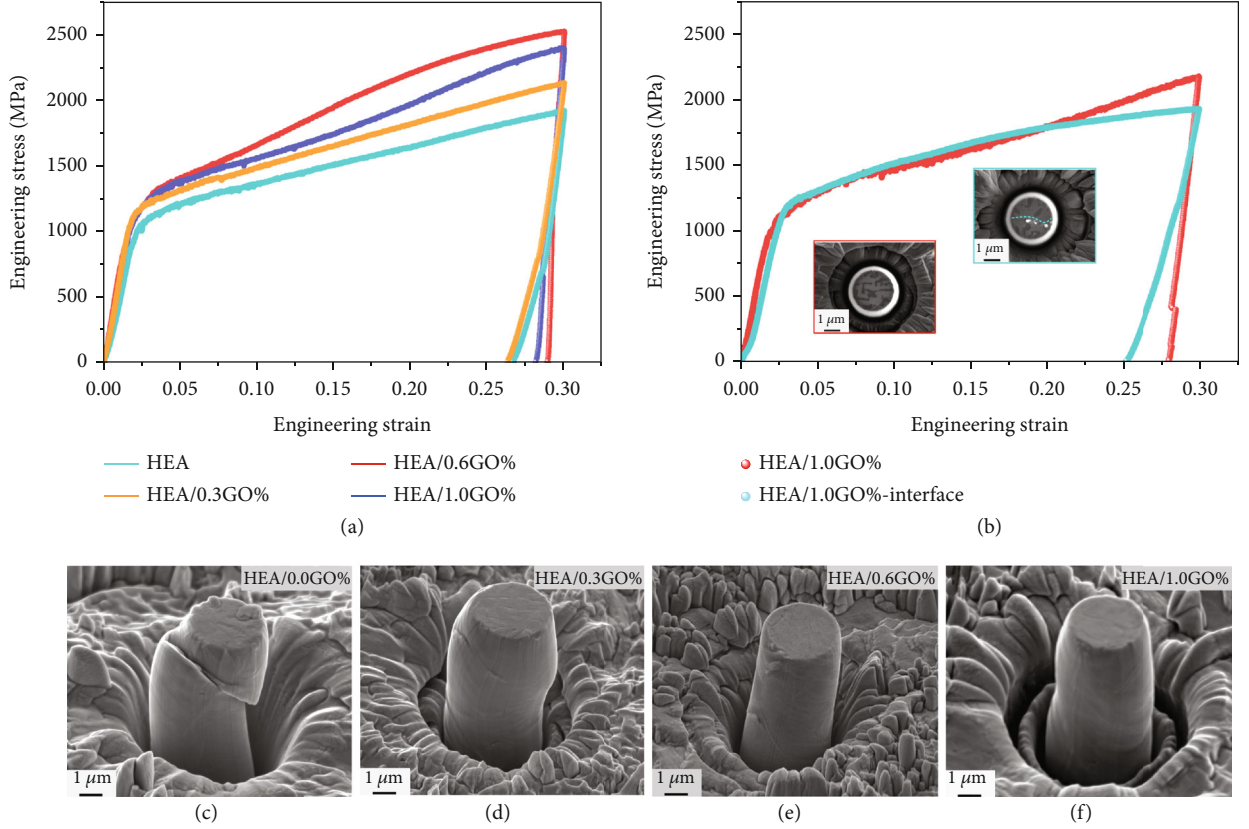 2500
2000
1500
1000
500
0
Engineering stress (MPa)
0.00 0.05 0.10 0.15 0.20 0.25 0.30
Engineering strain
HEA
HEA/0.3GO%
HEA/0.6GO%
HEA/1.0GO%
(a)
2500
2000
1500
1000
500
0
Engineering stress (MPa)
1 μm
1 μm
0.00 0.05 0.10 0.15 0.20 0.25 0.30
Engineering strain
HEA/1.0GO%
HEA/1.0GO%-interface
(b)
HEA/0.0GO%
1 μm
(c)
HEA/0.3GO%
1 μm
(d)
HEA/0.6GO%
1 μm
(e)
HEA/1.0GO%
1 μm
(f)